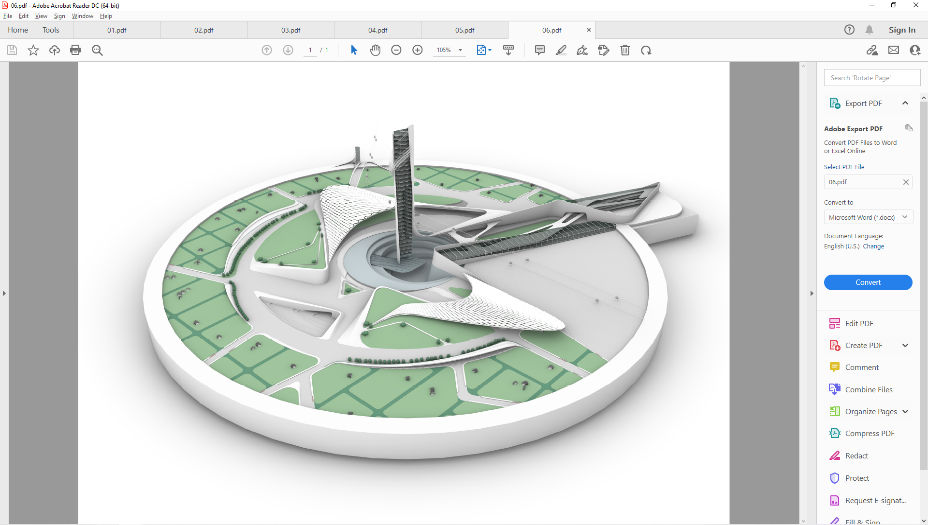 06.pdf - Adobe Acrobat Reader DC (64-bit)
File Edit View Sign Window Help
Home Tools 01.pdf 02.pdf 03.pdf 04.pdf 05.pdf 06.pdf × Sign In
1 / 1 106%
Search 'Rotate Page'
Export PDF
Adobe Export PDF
Convert PDF Files to Word
or Excel Online
Select PDF File
06.pdf
Convert to
Microsoft Word (*.docx)
Document Language:
English (U.S.) Change
Convert
Edit PDF
Create PDF
Comment
Combine Files
Organize Pages
Compress PDF
Redact
Protect
Request E-signat...
Fill & Sign